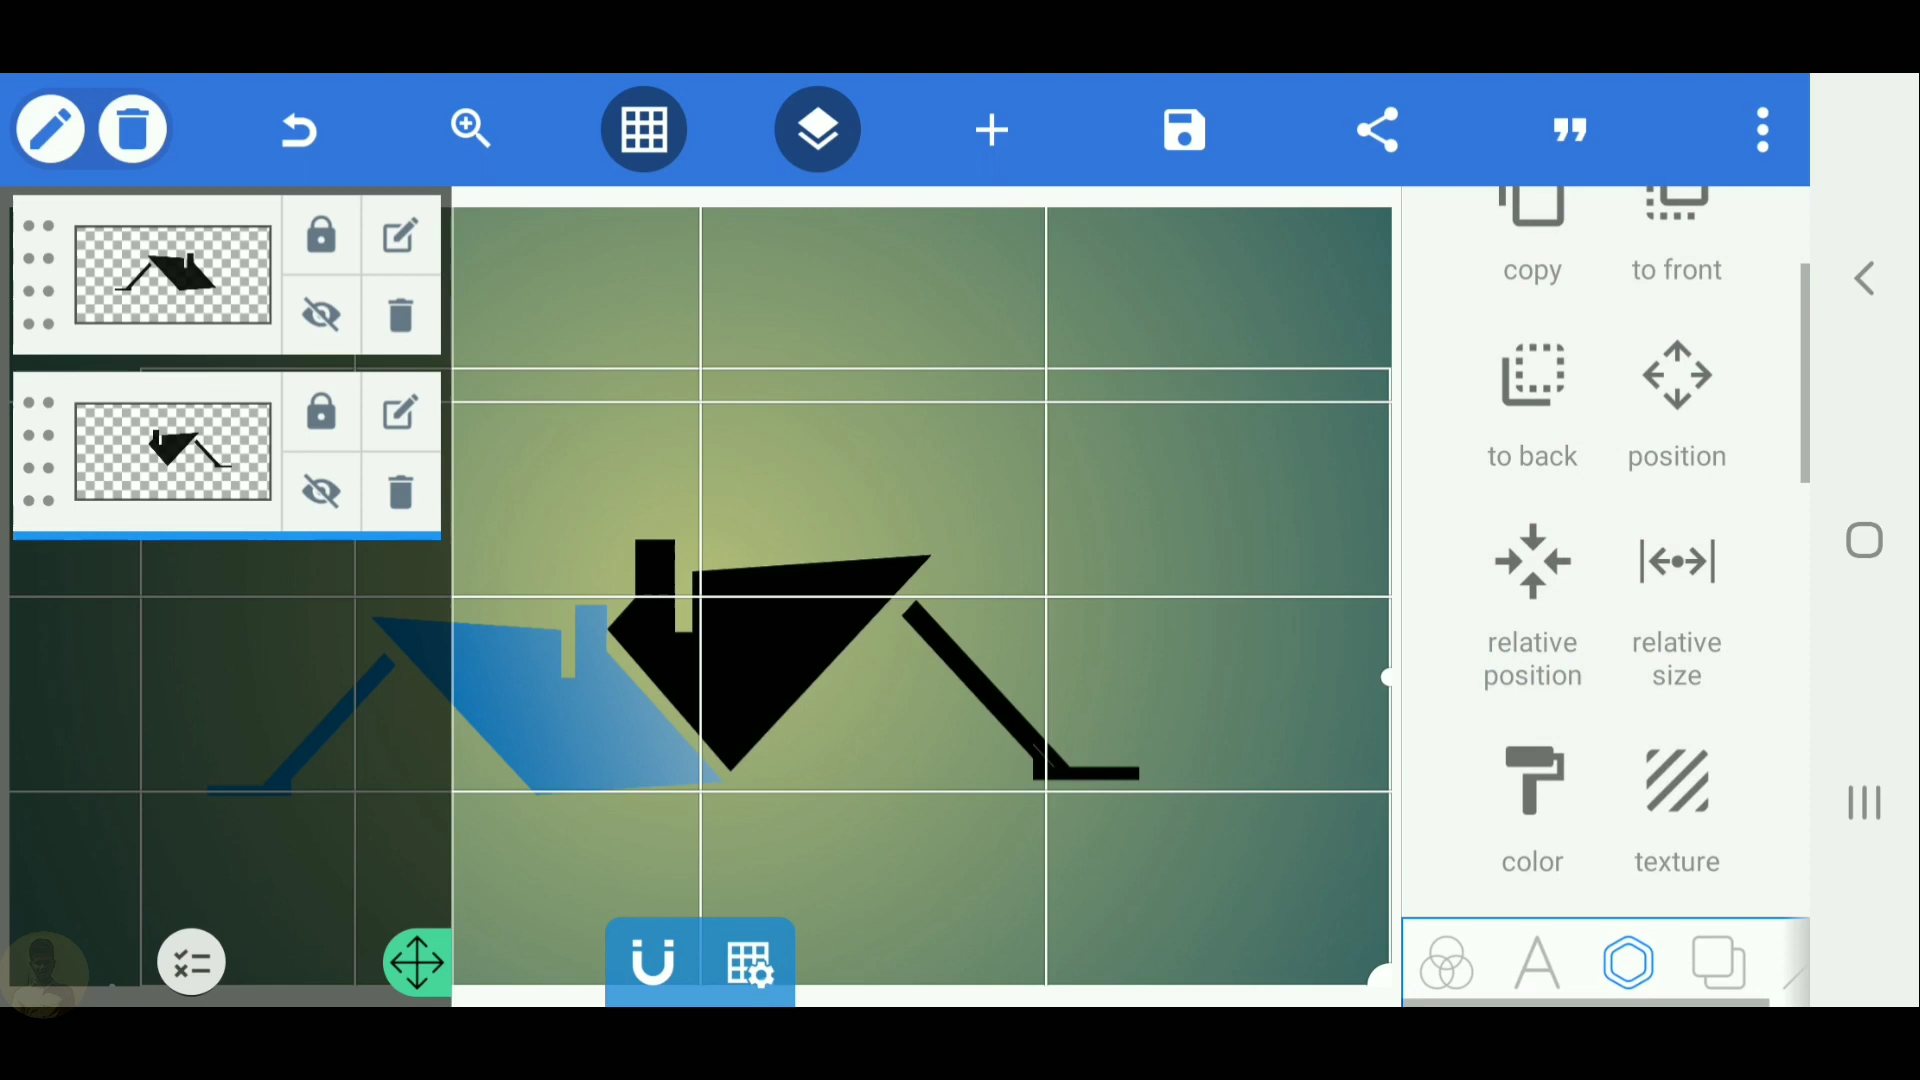 copy
to front
to back
position
relative
position
relative
size
color
texture